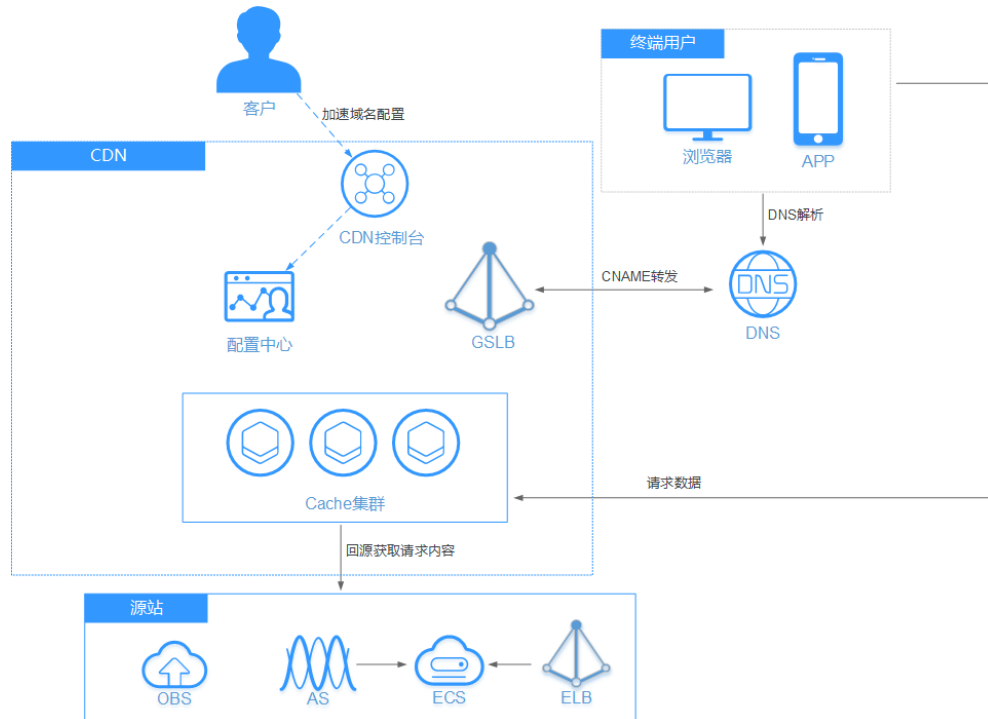 终端用户
客户
加速域名配置
浏览器
APP
CDN
DNS解析
CDN控制台
CNAME转发
DNS
配置中心
GSLB
DNS
Cache集群
请求数据
回源获取请求内容
源站
OBS
AS
ECS
ELB